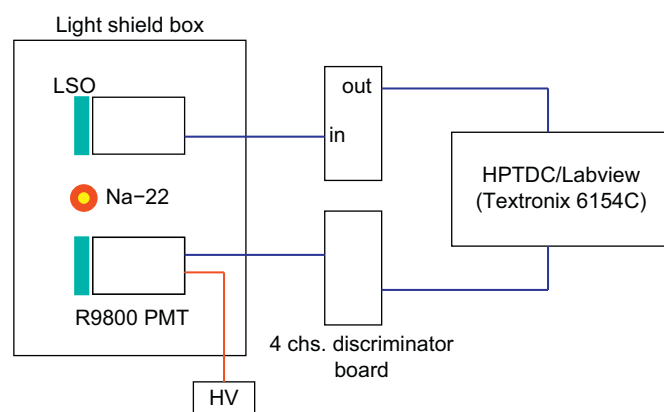 Light shield box
LSO
out
in
HPTDC/Labview
(Textronix 6154C)
Na−22
R9800 PMT
4 chs. discriminator
board
HV